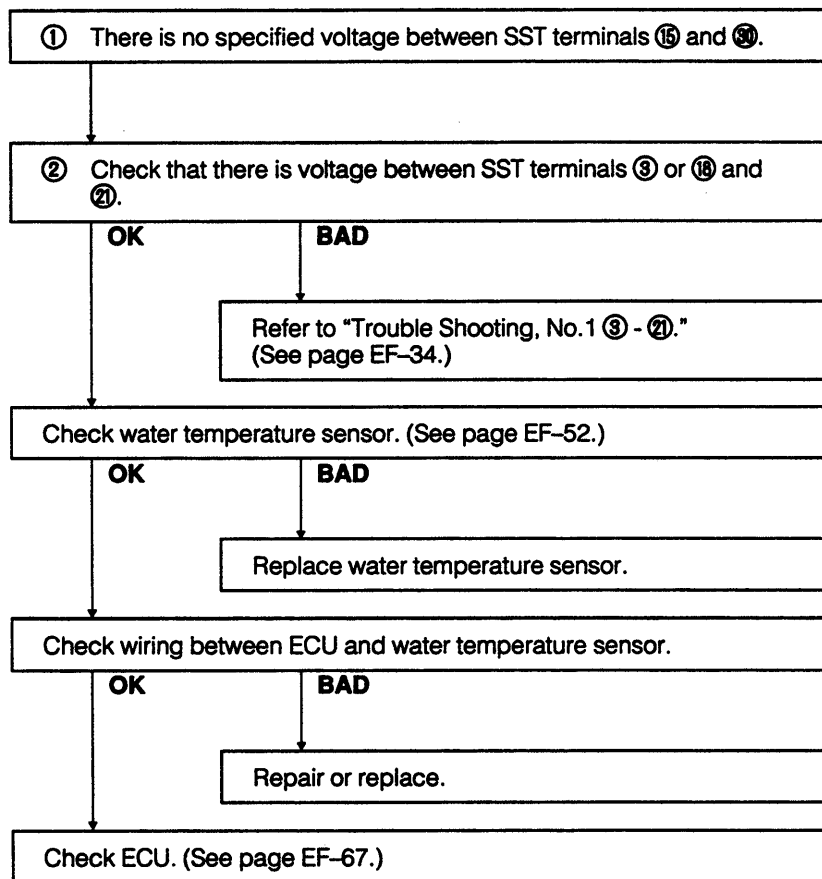 ① There is no specified voltage between SST terminals ⑮ and ㉚.
② Check that there is voltage between SST terminals ③ or ⑱ and
㉑.
OK BAD
Refer to "Trouble Shooting, No.1 ③ - ㉑."
(See page EF–34.)
Check water temperature sensor. (See page EF–52.)
OK BAD
Replace water temperature sensor.
Check wiring between ECU and water temperature sensor.
OK BAD
Repair or replace.
Check ECU. (See page EF–67.)